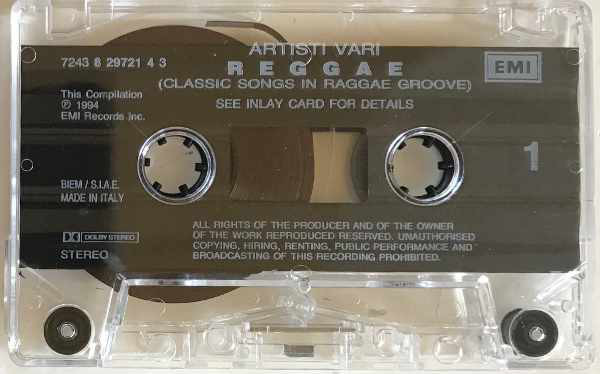 ARTISTI VARI
7243 8 29721 4 3
REGGAE
EMI
(CLASSIC SONGS IN RAGGAE GROOVE)
This Compilation
℗ 1994
EMI Records Inc.
SEE INLAY CARD FOR DETAILS
1
BIEM / S.I.A.E.
MADE IN ITALY
DOLBY STEREO
STEREO
ALL RIGHTS OF THE PRODUCER AND OF THE OWNER
OF THE WORK REPRODUCED RESERVED. UNAUTHORISED
COPYING, HIRING, RENTING, PUBLIC PERFORMANCE AND
BROADCASTING OF THIS RECORDING PROHIBITED.